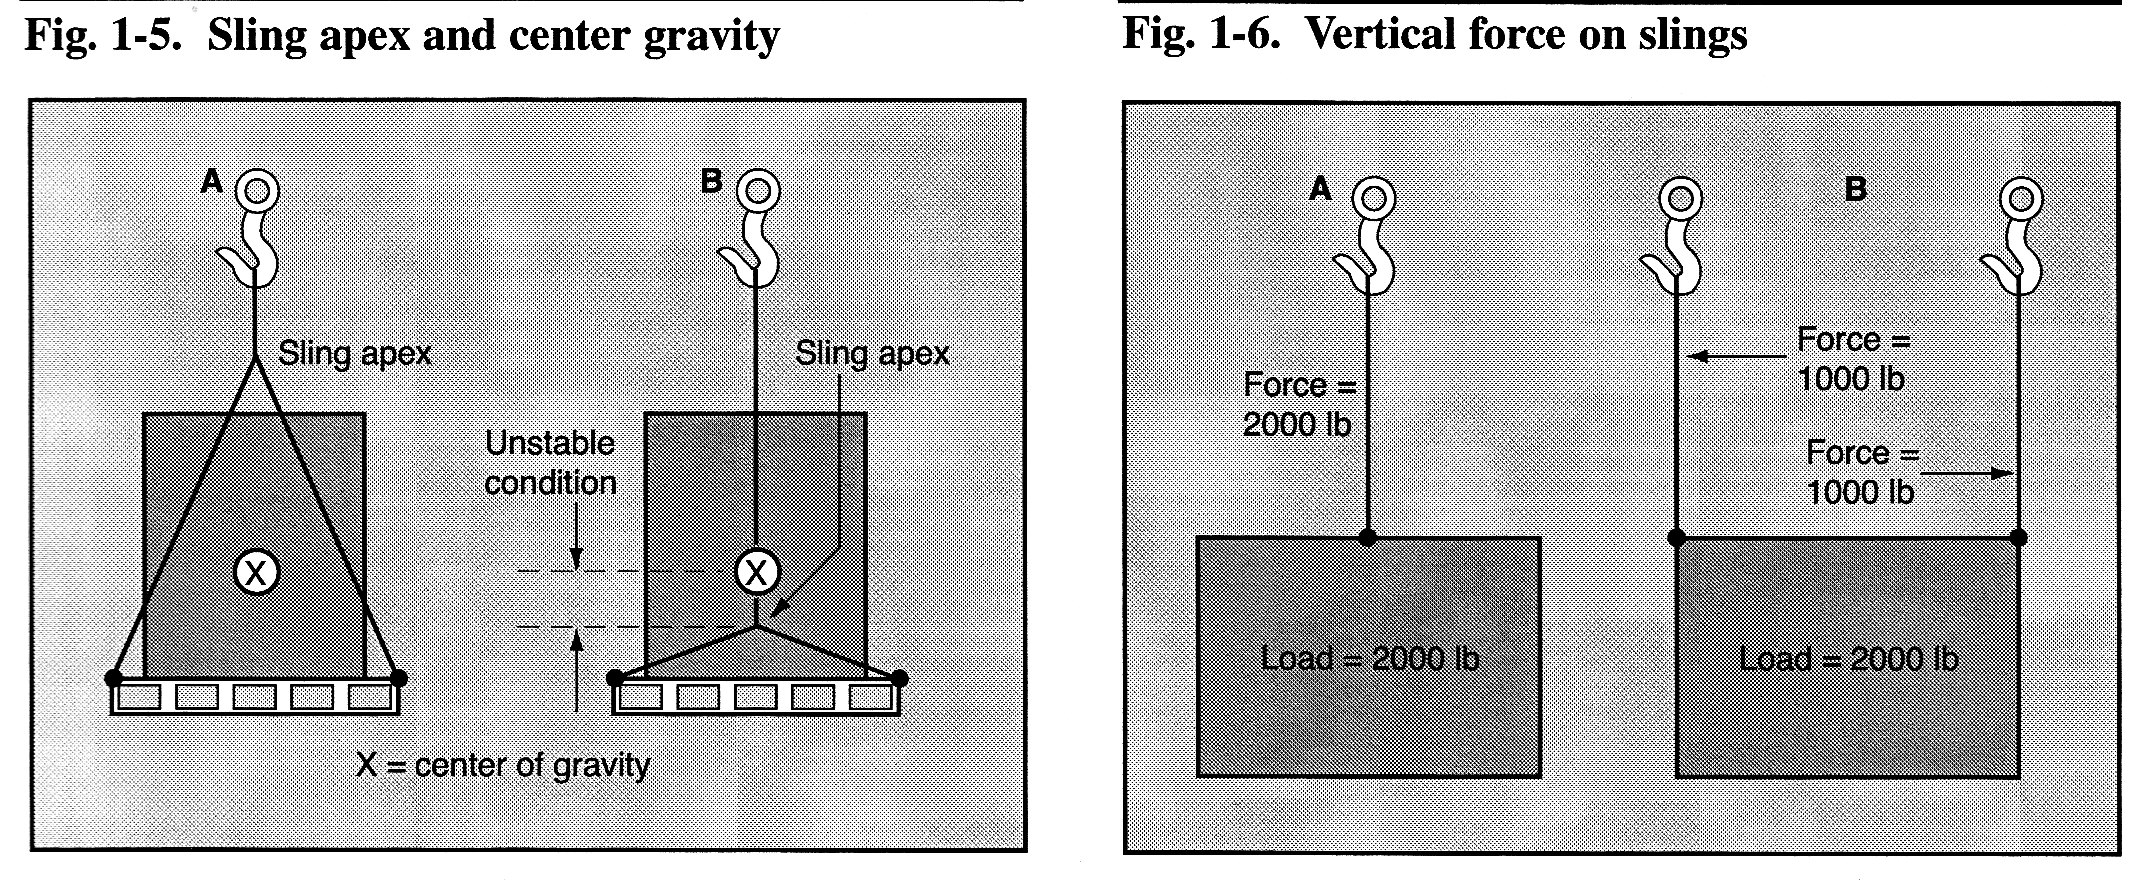 Fig. 1-5. Sling apex and center gravity
A
B
Sling apex
Sling apex
Unstable
condition
X
X
X = center of gravity
Fig. 1-6. Vertical force on slings
A
B
Force =
2000 lb
Force =
1000 lb
Force =
1000 lb
Load = 2000 lb
Load = 2000 lb